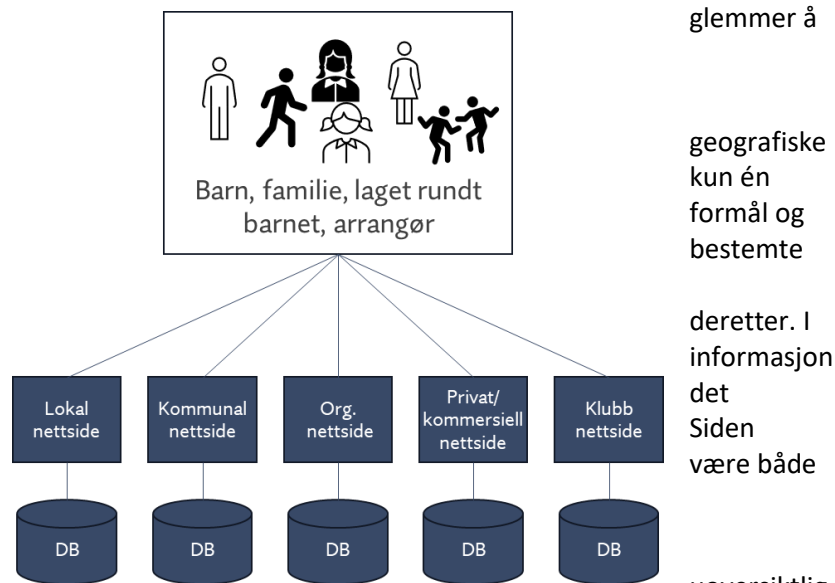 glemmer å
geografiske
kun én
formål og
bestemte
deretter. I
informasjon
det
Siden
være både
Barn, familie, laget rundt
barnet, arrangør
Lokal
nettside
Kommunal
nettside
Org.
nettside
Privat/
kommersiell
nettside
Klubb
nettside
DB
DB
DB
DB
DB